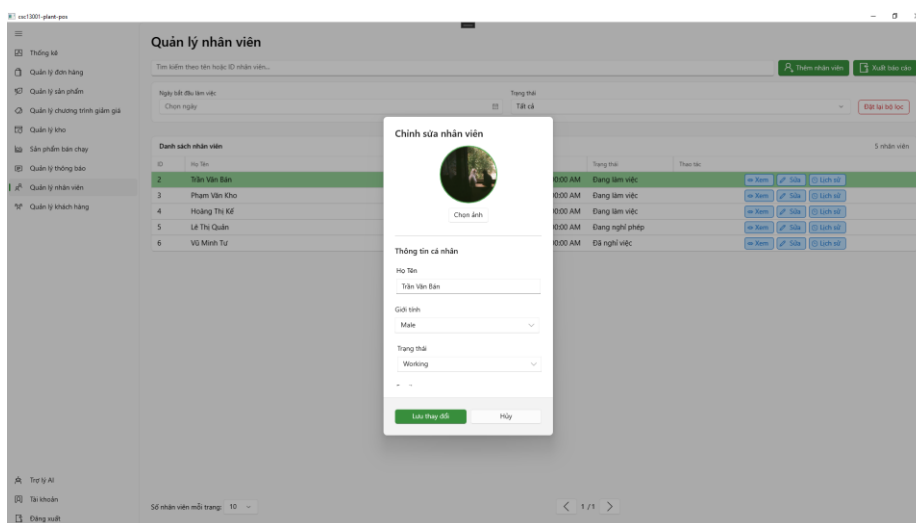 csc13001-plant-pos
Thống kê
Quản lý đơn hàng
Quản lý sản phẩm
Quản lý chương trình giảm giá
Quản lý kho
Sản phẩm bán chạy
Quản lý thông báo
Quản lý nhân viên
Quản lý khách hàng
Trợ lý AI
Tài khoản
Đăng xuất
Quản lý nhân viên
Tìm kiếm theo tên hoặc ID nhân viên...
Thêm nhân viên
Xuất báo cáo
Ngày bắt đầu làm việc
Trạng thái
Chọn ngày
Tất cả
Đặt lại bộ lọc
Danh sách nhân viên
5 nhân viên
ID Họ Tên Trạng thái Thao tác
2 Trần Văn Bán 0:00 AM Đang làm việc Xem Sửa Lịch sử
3 Phạm Văn Kho 0:00 AM Đang làm việc Xem Sửa Lịch sử
4 Hoàng Thị Kế 0:00 AM Đang làm việc Xem Sửa Lịch sử
5 Lê Thị Quản 0:00 AM Đang nghỉ phép Xem Sửa Lịch sử
6 VG Minh Tư 0:00 AM Đã nghỉ việc Xem Sửa Lịch sử
Chỉnh sửa nhân viên
Chọn ảnh
Thông tin cá nhân
Họ Tên
Trần Văn Bán
Giới tính
Male
Trạng thái
Working
Lưu thay đổi
Hủy
Số nhân viên mỗi trang: 10
1 / 1